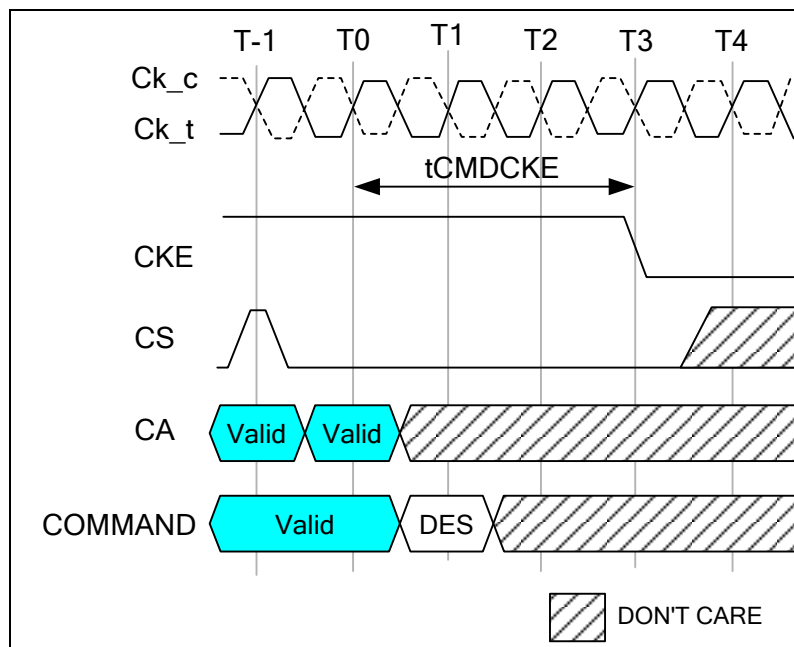 T-1 T0 T1 T2 T3 T4
Ck_c
Ck_t
tCMDCKE
CKE
CS
CA Valid Valid
COMMAND Valid DES
DON'T CARE